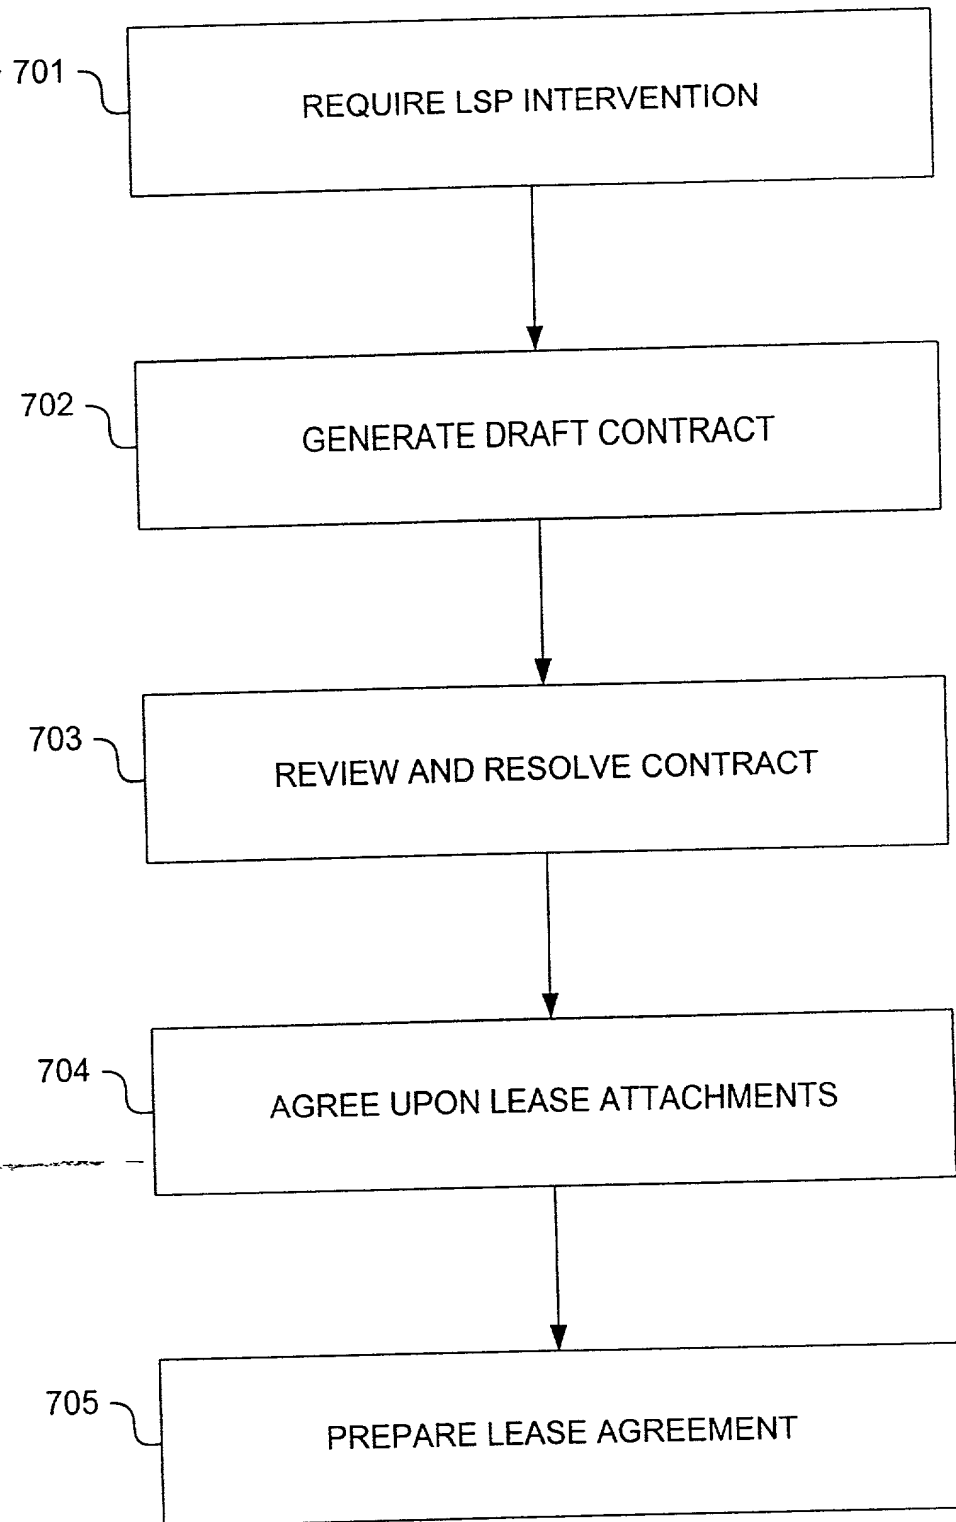 701
REQUIRE LSP INTERVENTION
702
GENERATE DRAFT CONTRACT
703
REVIEW AND RESOLVE CONTRACT
704
AGREE UPON LEASE ATTACHMENTS
705
PREPARE LEASE AGREEMENT